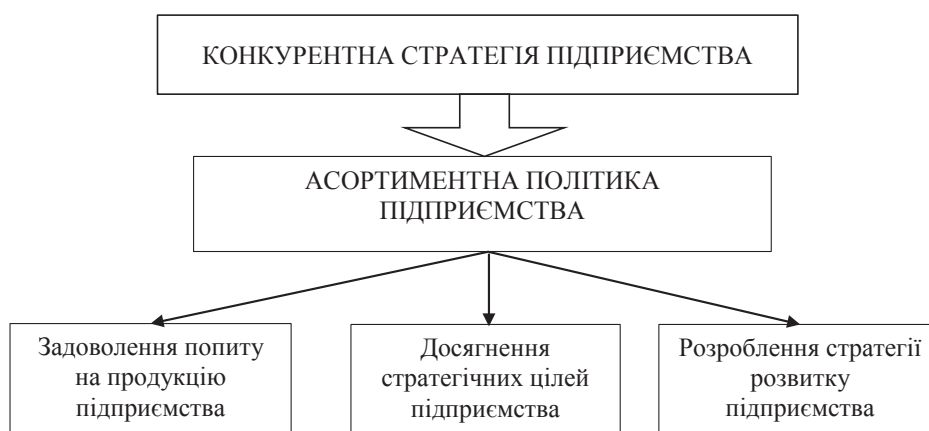 КОНКУРЕНТНА СТРАТЕГІЯ ПІДПРИЄМСТВА
АСОРТИМЕНТНА ПОЛІТИКА
ПІДПРИЄМСТВА
Задоволення попиту
на продукцію
підприємства
Досягнення
стратегічних цілей
підприємства
Розроблення стратегії
розвитку
підприємства